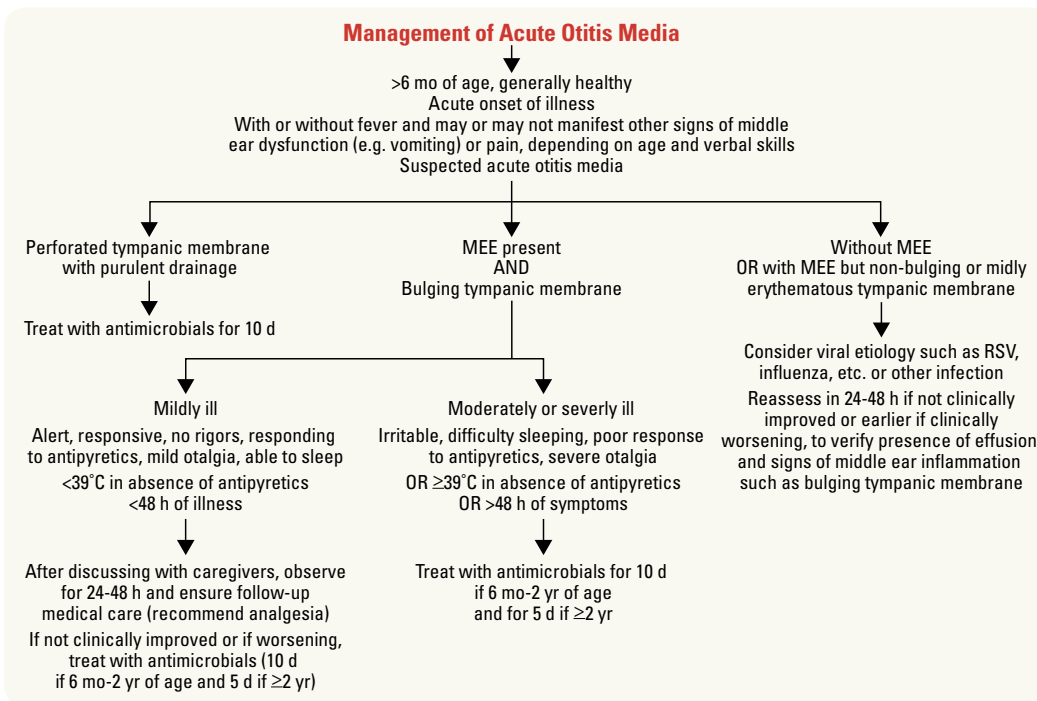 Management of Acute Otitis Media
>6 mo of age, generally healthy
Acute onset of illness
With or without fever and may or may not manifest other signs of middle
ear dysfunction (e.g. vomiting) or pain, depending on age and verbal skills
Suspected acute otitis media
Perforated tympanic membrane
with purulent drainage
Treat with antimicrobials for 10 d
MEE present
AND
Bulging tympanic membrane
Without MEE
OR with MEE but non-bulging or midly
erythematous tympanic membrane
Consider viral etiology such as RSV,
influenza, etc. or other infection
Reassess in 24-48 h if not clinically
improved or earlier if clinically
worsening, to verify presence of effusion
and signs of middle ear inflammation
such as bulging tympanic membrane
Mildly ill
Alert, responsive, no rigors, responding
to antipyretics, mild otalgia, able to sleep
<39˚C in absence of antipyretics
<48 h of illness
After discussing with caregivers, observe
for 24-48 h and ensure follow-up
medical care (recommend analgesia)
If not clinically improved or if worsening,
treat with antimicrobials (10 d
if 6 mo-2 yr of age and 5 d if ≥2 yr)
Moderately or severly ill
Irritable, difficulty sleeping, poor response
to antipyretics, severe otalgia
OR ≥39˚C in absence of antipyretics
OR >48 h of symptoms
Treat with antimicrobials for 10 d
if 6 mo-2 yr of age
and for 5 d if ≥2 yr